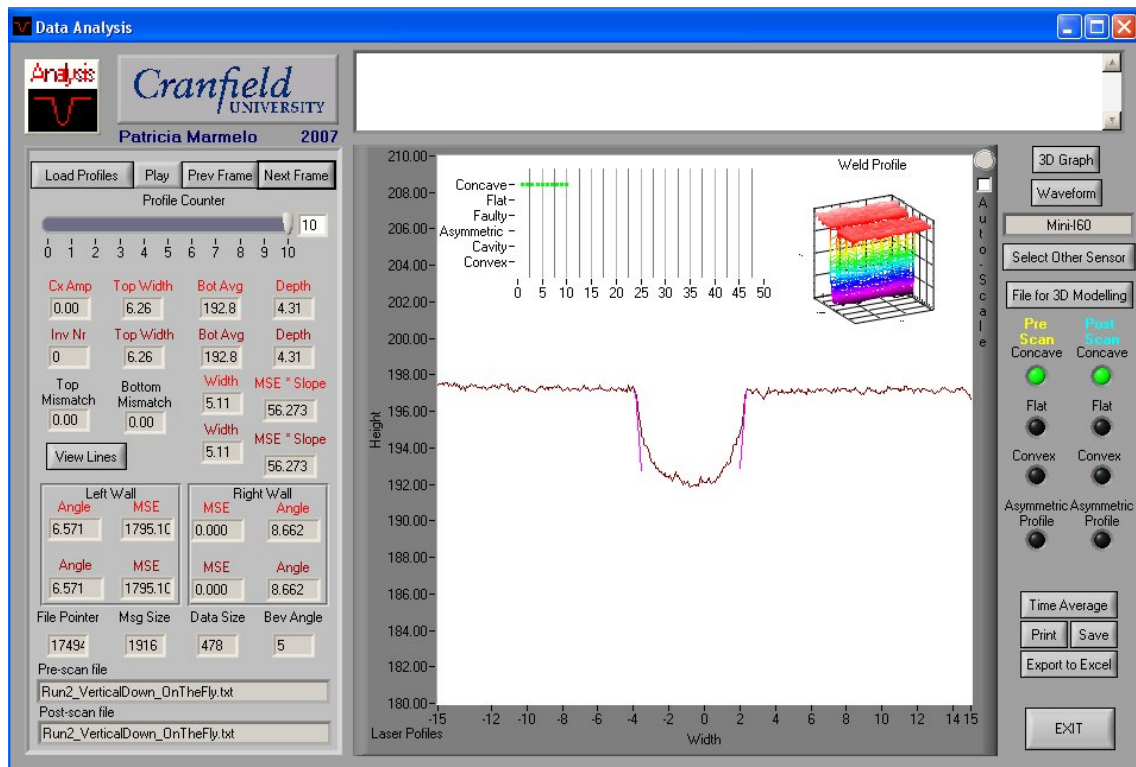 Data Analysis
Analysis
Cranfield
UNIVERSITY
Patricia Marmelo 2007
Load Profiles Play Prev Frame Next Frame
Profile Counter
10
0 1 2 3 4 5 6 7 8 9 10
Cx Amp Top Width Bot Avg Depth
0.00 6.26 192.8 4.31
Inv Nr Top Width Bot Avg Depth
0 6.26 192.8 4.31
Top Mismatch Bottom Mismatch Width MSE * Slope
0.00 0.00 5.11 56.273
Width MSE * Slope
View Lines 5.11 56.273
Left Wall Right Wall
Angle MSE MSE Angle
6.571 1795.10 0.000 8.662
Angle MSE MSE Angle
6.571 1795.10 0.000 8.662
File Pointer Msg Size Data Size Bev Angle
17494 1916 478 5
Pre-scan file
Run2_VerticalDown_OnTheFly.txt
Post-scan file
Run2_VerticalDown_OnTheFly.txt
210.00
208.00
206.00
204.00
202.00
200.00
198.00
196.00
194.00
192.00
190.00
188.00
186.00
184.00
182.00
180.00
Height
-15 -12 -10 -8 -6 -4 -2 0 2 4 6 8 10 12 14 15
Laser Pofiles Width
Concave
Flat
Faulty
Asymmetric
Cavity
Convex
0 5 10 15 20 25 30 35 40 45 50
Weld Profile
Auto-Scale
3D Graph
Waveform
Mini-I60
Select Other Sensor
File for 3D Modelling
Pre Scan Post Scan
Concave Concave
Flat Flat
Convex Convex
Asymmetric Profile Asymmetric Profile
Time Average
Print Save
Export to Excel
EXIT